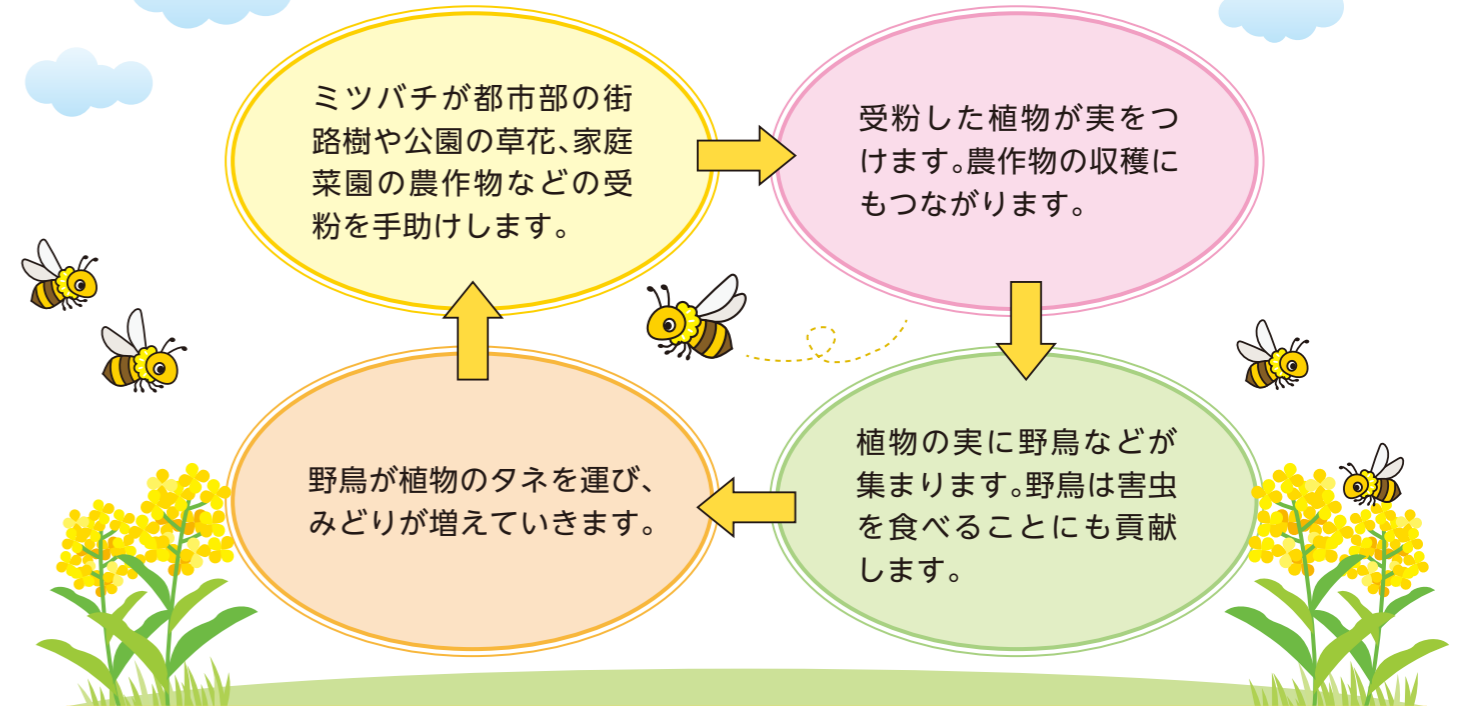 ミツバチが都市部の街
路樹や公園の草花、家庭
菜園の農作物などの受
粉を手助けします。
受粉した植物が実をつ
けます。農作物の収穫に
もつながります。
植物の実に野鳥などが
集まります。野鳥は害虫
を食べることにも貢献
します。
野鳥が植物のタネを運び、
みどりが増えていきます。